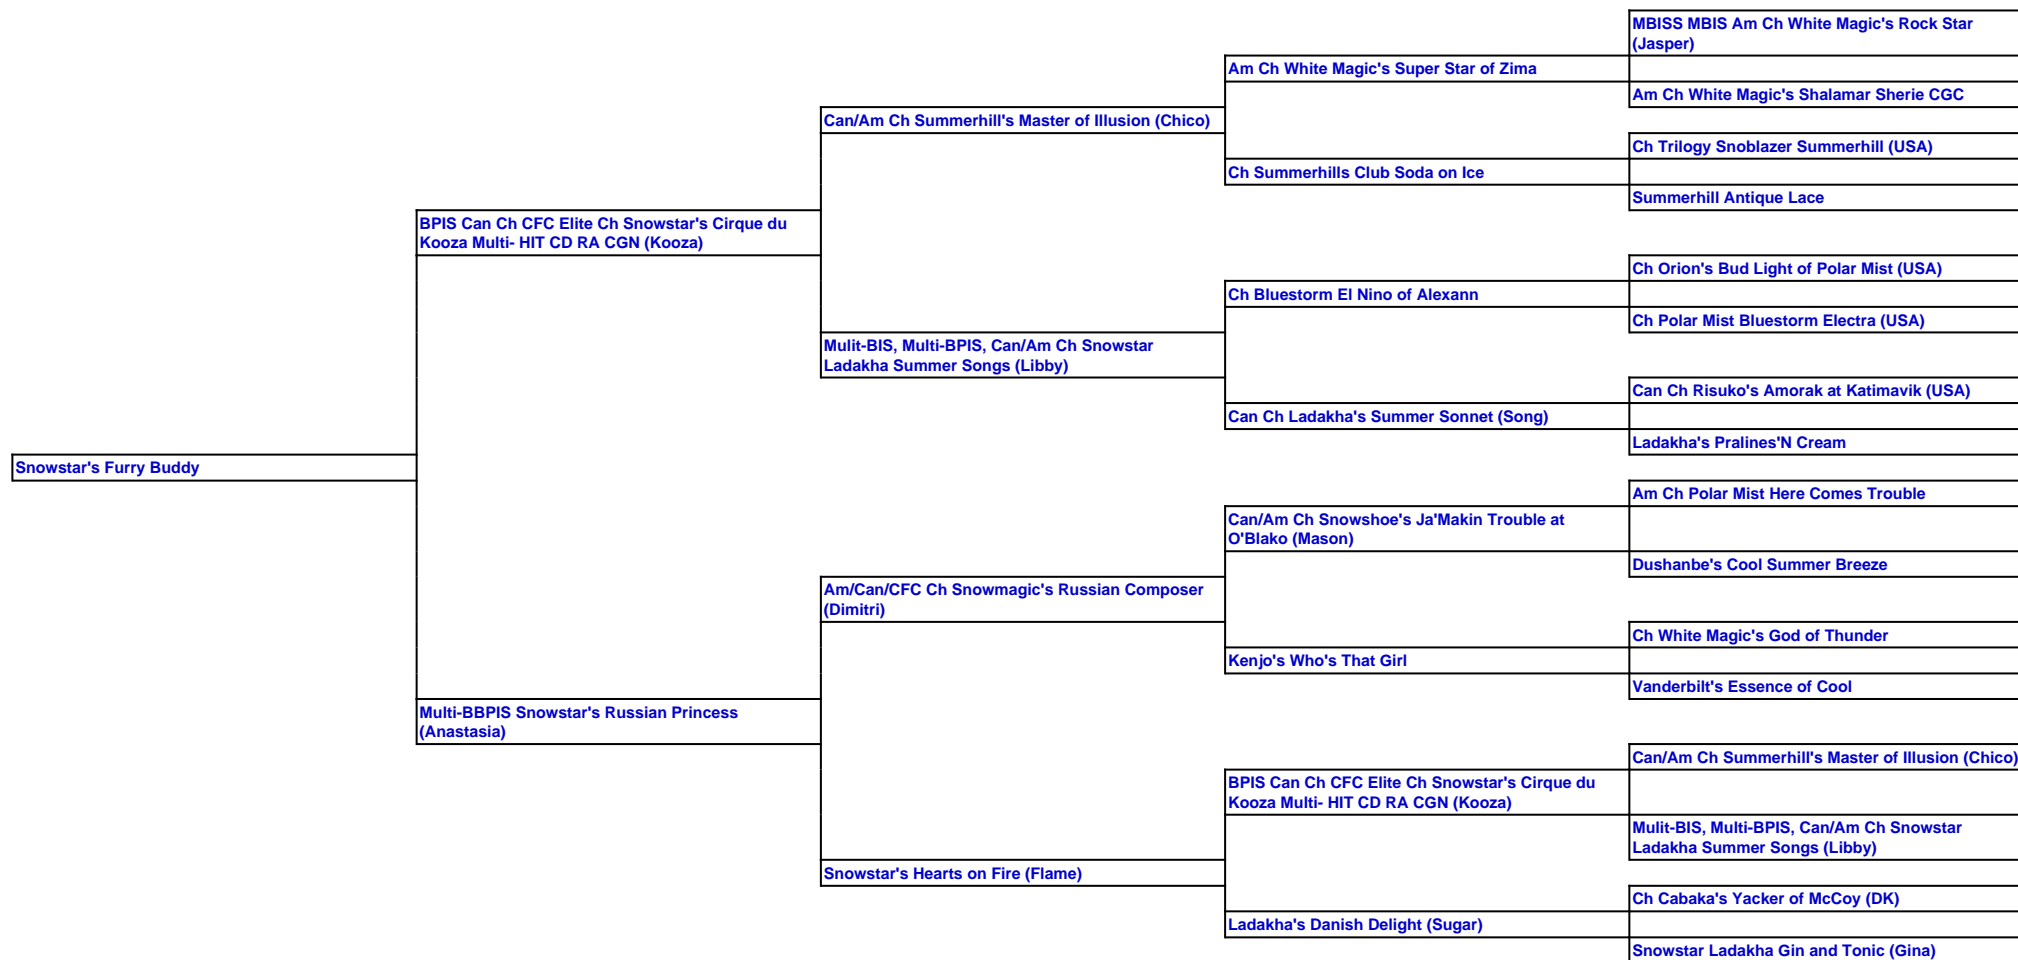 MBISS MBIS Am Ch White Magic's Rock Star
(Jasper)
Am Ch White Magic's Super Star of Zima
Am Ch White Magic's Shalamar Sherie CGC
Can/Am Ch Summerhill's Master of Illusion (Chico)
Ch Trilogy Snoblazer Summerhill (USA)
Ch Summerhills Club Soda on Ice
Summerhill Antique Lace
BPIS Can Ch CFC Elite Ch Snowstar's Cirque du
Kooza Multi- HIT CD RA CGN (Kooza)
Ch Orion's Bud Light of Polar Mist (USA)
Ch Bluestorm El Nino of Alexann
Ch Polar Mist Bluestorm Electra (USA)
Mulit-BIS, Multi-BPIS, Can/Am Ch Snowstar
Ladakha Summer Songs (Libby)
Can Ch Risuko's Amorak at Katimavik (USA)
Can Ch Ladakha's Summer Sonnet (Song)
Ladakha's Pralines'N Cream
Snowstar's Furry Buddy
Am Ch Polar Mist Here Comes Trouble
Can/Am Ch Snowshoe's Ja'Makin Trouble at
O'Blako (Mason)
Dushanbe's Cool Summer Breeze
Am/Can/CFC Ch Snowmagic's Russian Composer
(Dimitri)
Ch White Magic's God of Thunder
Kenjo's Who's That Girl
Vanderbilt's Essence of Cool
Multi-BBPIS Snowstar's Russian Princess
(Anastasia)
Can/Am Ch Summerhill's Master of Illusion (Chico)
BPIS Can Ch CFC Elite Ch Snowstar's Cirque du
Kooza Multi- HIT CD RA CGN (Kooza)
Mulit-BIS, Multi-BPIS, Can/Am Ch Snowstar
Ladakha Summer Songs (Libby)
Snowstar's Hearts on Fire (Flame)
Ch Cabaka's Yacker of McCoy (DK)
Ladakha's Danish Delight (Sugar)
Snowstar Ladakha Gin and Tonic (Gina)